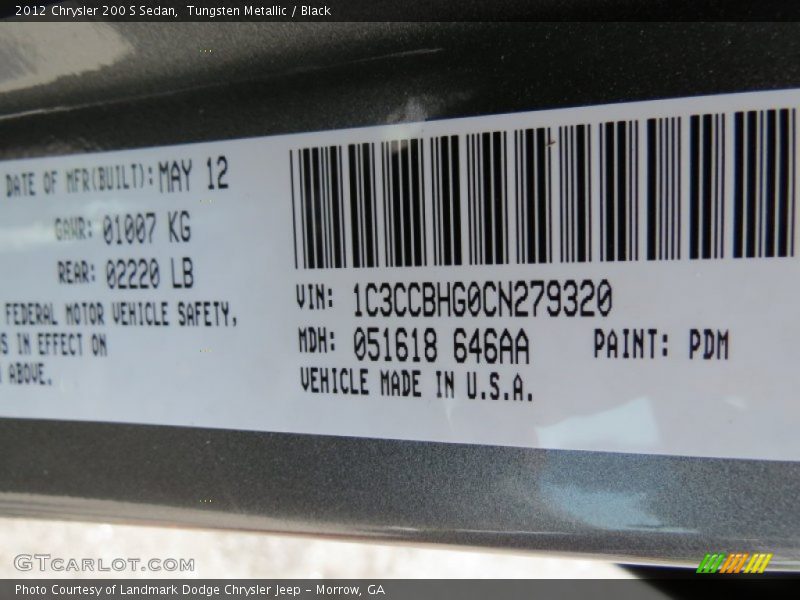 2012 Chrysler 200 S Sedan,  Tungsten Metallic / Black
DATE OF MFR(BUILT): MAY 12
GAWR: 01007 KG
REAR: 02220 LB
FEDERAL MOTOR VEHICLE SAFETY,
IN EFFECT ON
ABOVE.
VIN: 1C3CCBHG0CN279320
MDH: 051618 646AA PAINT: PDM
VEHICLE MADE IN U.S.A.
GTCARLOT.COM
Photo Courtesy of Landmark Dodge Chrysler Jeep - Morrow, GA